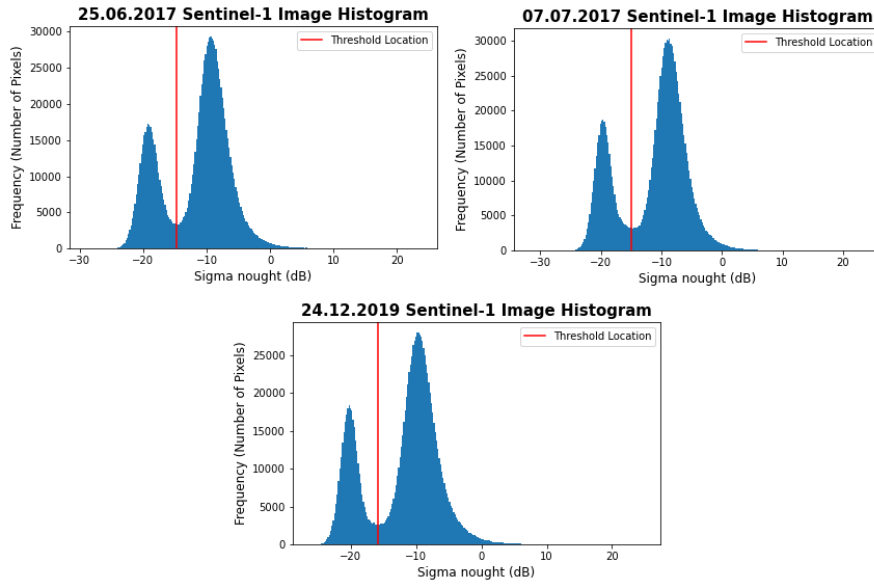 25.06.2017 Sentinel-1 Image Histogram
Frequency (Number of Pixels)
30000
25000
20000
15000
10000
5000
0
Threshold Location
−30 −20 −10 0 10 20
Sigma nought (dB)
07.07.2017 Sentinel-1 Image Histogram
Frequency (Number of Pixels)
30000
25000
20000
15000
10000
5000
0
Threshold Location
−30 −20 −10 0 10 20
Sigma nought (dB)
24.12.2019 Sentinel-1 Image Histogram
Frequency (Number of Pixels)
25000
20000
15000
10000
5000
0
Threshold Location
−20 −10 0 10 20
Sigma nought (dB)